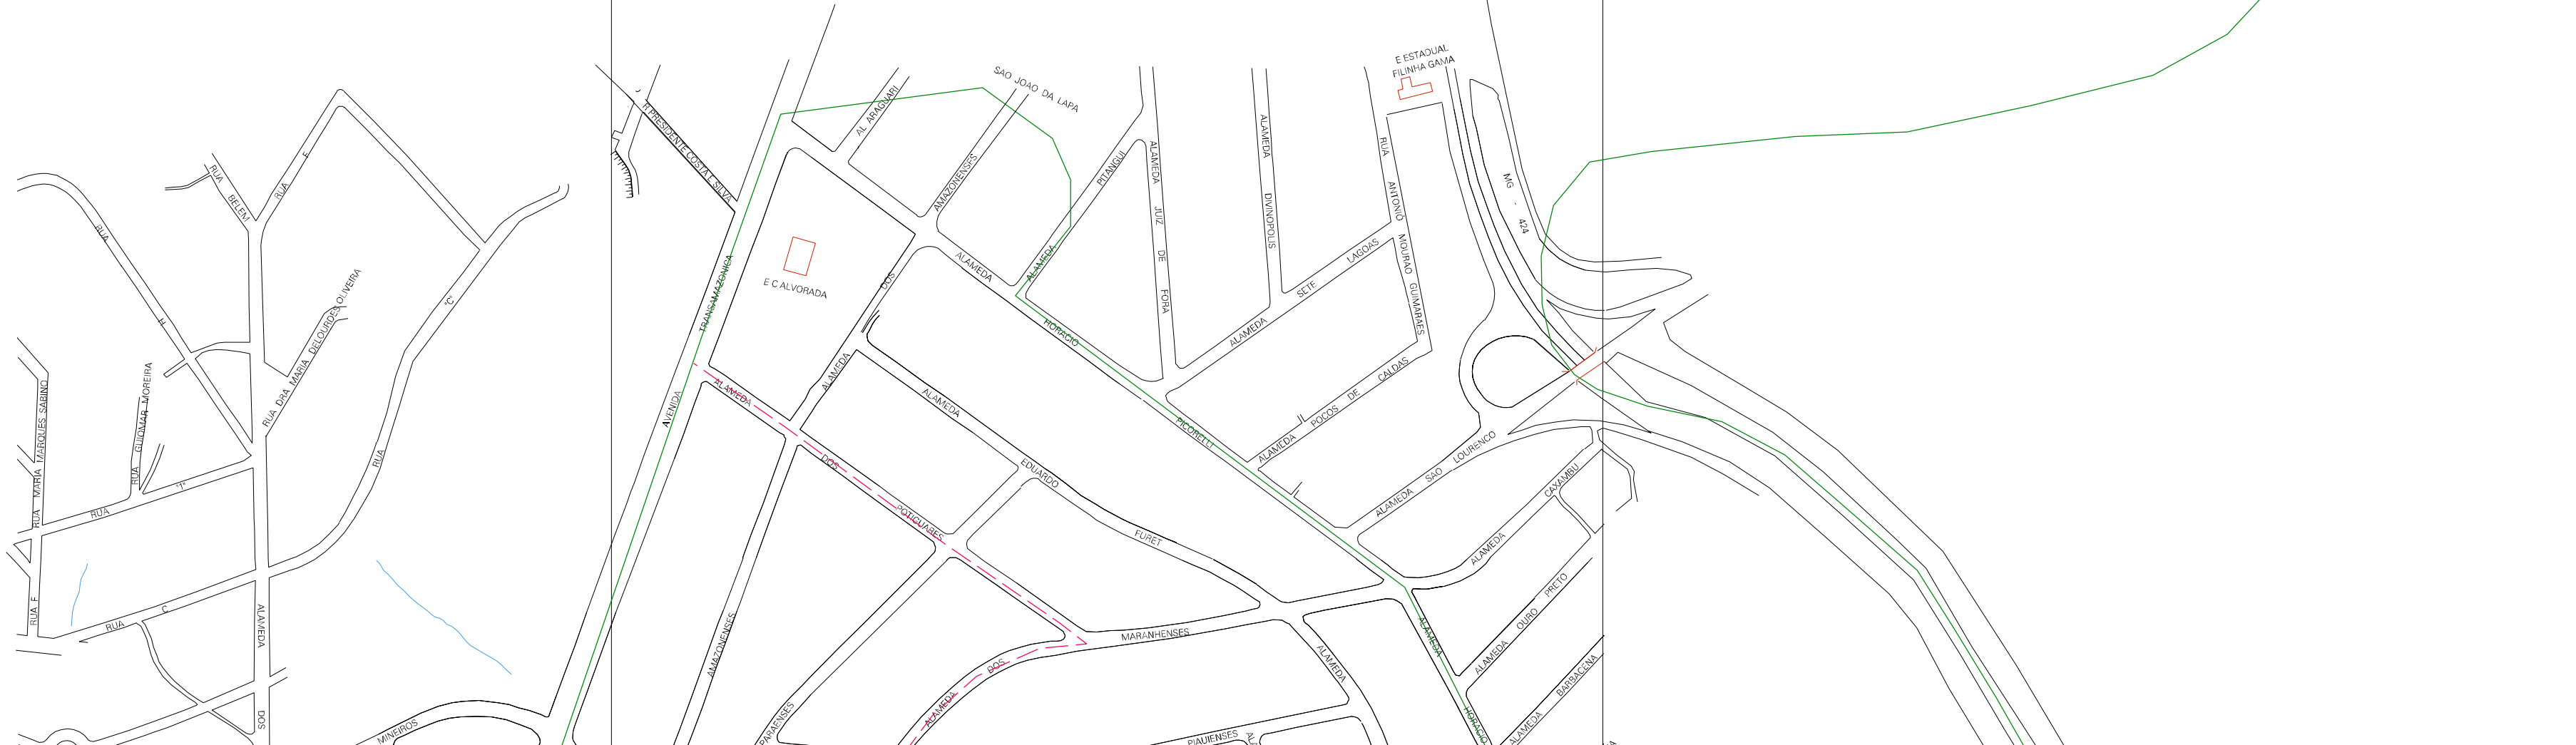 E ESTADUAL
FILINHA GAMA
SAO JOAO DA LAPA
AL ARAGUARI
R PRESIDENTE COSTA E SILVA
AMAZONENSES
ALAMEDA PITANGUI
ALAMEDA JUIZ DE FORA
ALAMEDA DIVINOPOLIS
RUA ANTONIO MOURAO GUIMARAES
MG - 424
RUA BELEM
RUA F
RUA H
RUA DRA MARIA DELOURDES OLIVEIRA
RUA "C"
AVENIDA TRANSAMAZONICA
E C ALVORADA
ALAMEDA DOS
ALAMEDA HORACIO PICORELLI
ALAMEDA SETE LAGOAS
ALAMEDA POCOS DE CALDAS
ALAMEDA SAO LOURENCO
ALAMEDA CAXAMBU
ALAMEDA OURO PRETO
ALAMEDA BARBACENA
ALAMEDA HORACIO
RUA MARIA MARQUES SABINO
RUA GUIOMAR MOREIRA
RUA "I"
RUA F
RUA C
ALAMEDA DOS
MINEIROS
ALAMEDA DOS POTIGUARES
ALAMEDA EDUARDO FURET
AMAZONENSES
PARAENSES
ALAMEDA DOS MARANHENSES
ALAMEDA
PIAUIENSES